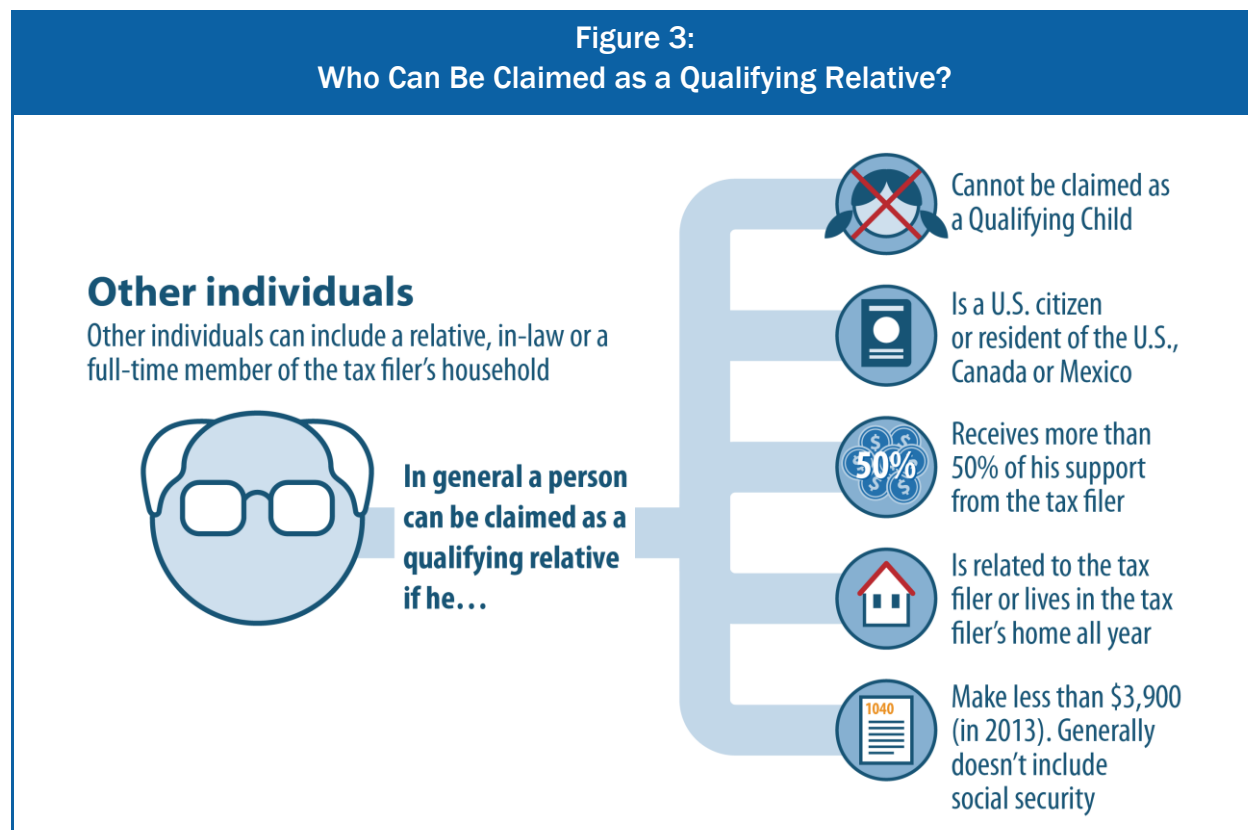 Figure 3:
Who Can Be Claimed as a Qualifying Relative?
Other individuals
Other individuals can include a relative, in-law or a
full-time member of the tax filer’s household
In general a person
can be claimed as a
qualifying relative
if he…
Cannot be claimed as
a Qualifying Child
Is a U.S. citizen
or resident of the U.S.,
Canada or Mexico
$ $
50%
$ $
Receives more than
50% of his support
from the tax filer
Is related to the tax
filer or lives in the tax
filer’s home all year
1040
Make less than $3,900
(in 2013). Generally
doesn’t include
social security